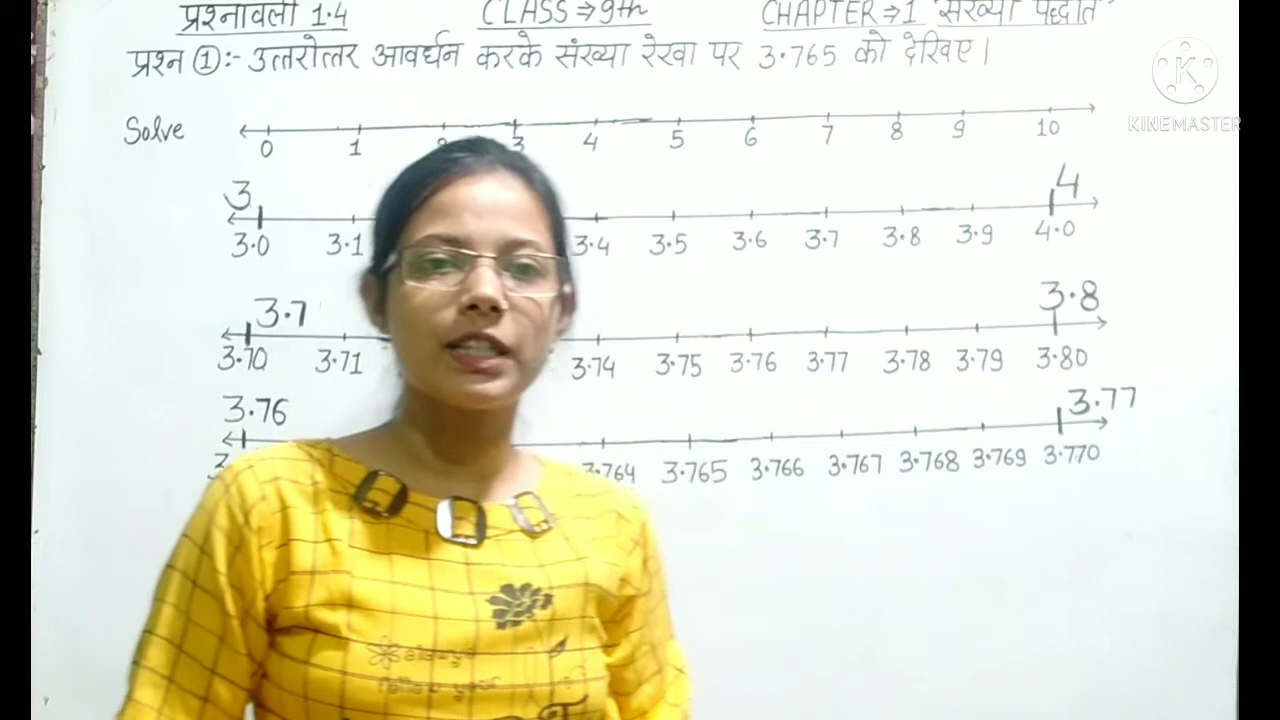 प्रश्नावली 1.4 CLASS ⇒ 9th CHAPTER ⇒ 1 "संख्या पद्धति"
प्रश्न ①:- उत्तरोत्तर आवर्धन करके संख्या रेखा पर 3.765 को देखिए।
Solve
0 1 2 3 4 5 6 7 8 9 10
3 4
3.0 3.1 3.4 3.5 3.6 3.7 3.8 3.9 4.0
3.7 3.8
3.70 3.71 3.74 3.75 3.76 3.77 3.78 3.79 3.80
3.76 3.77
3.764 3.765 3.766 3.767 3.768 3.769 3.770
always
follow your
K
KINEMASTER